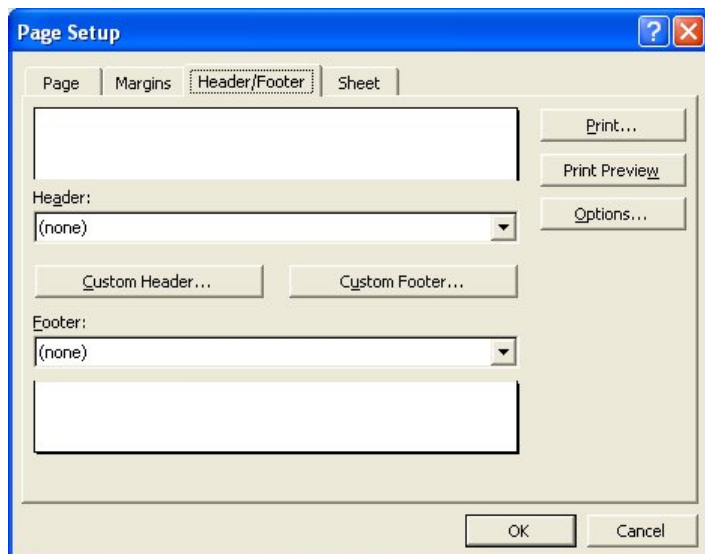 Page Setup
Page Margins Header/Footer Sheet
Print...
Print Preview
Options...
Header:
(none)
Custom Header... Custom Footer...
Footer:
(none)
OK Cancel